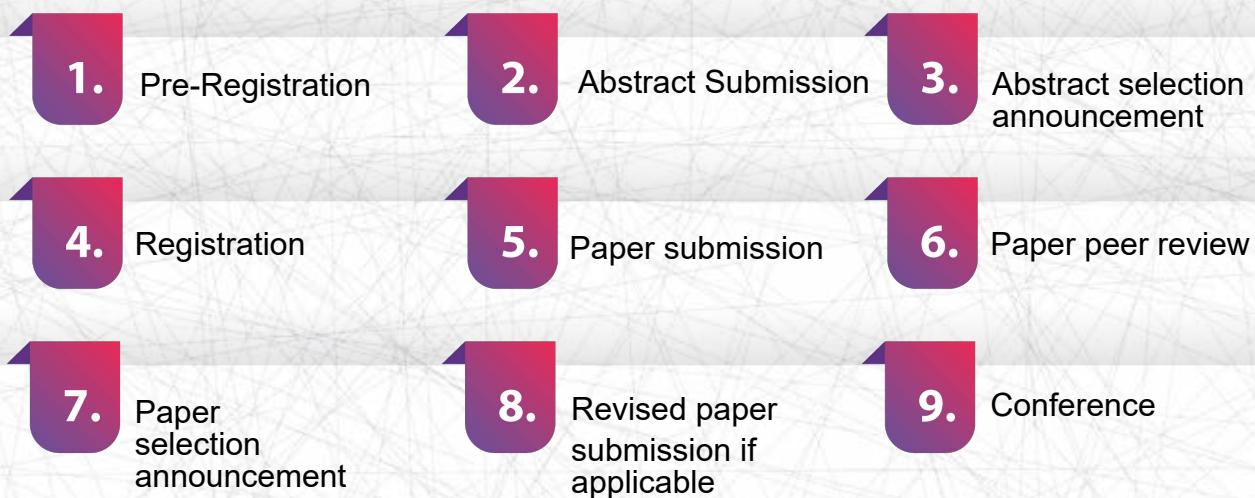 1. Pre-Registration
2. Abstract Submission
3. Abstract selection
announcement
4. Registration
5. Paper submission
6. Paper peer review
7. Paper
selection
announcement
8. Revised paper
submission if
applicable
9. Conference